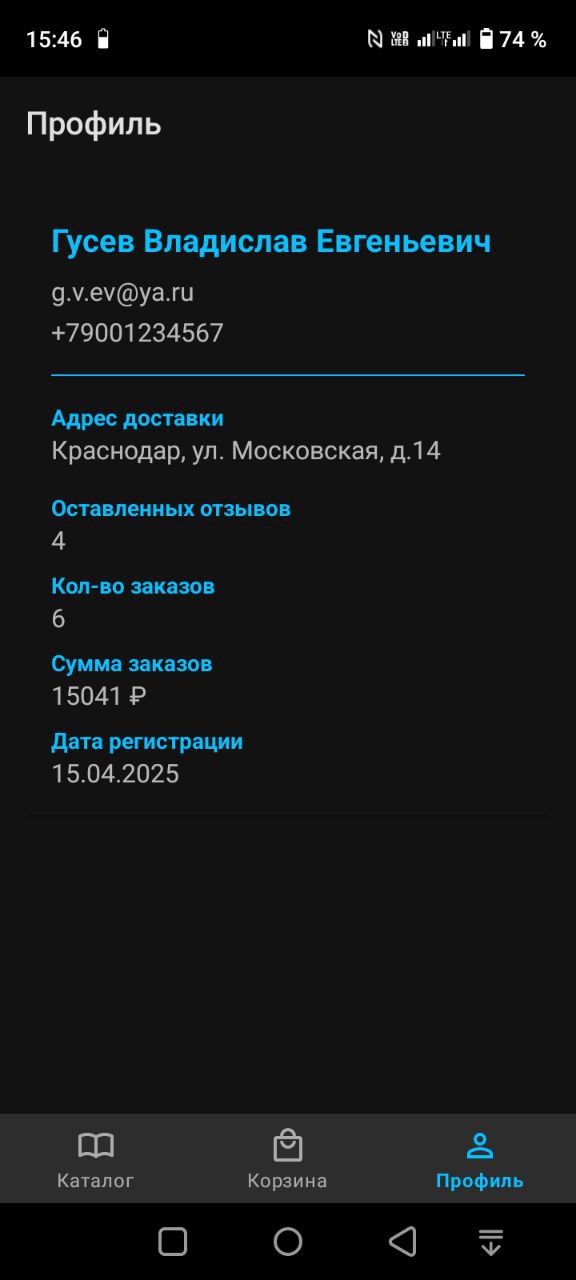 15:46 74 %
Профиль
Гусев Владислав Евгеньевич
g.v.ev@ya.ru
+79001234567
Адрес доставки
Краснодар, ул. Московская, д.14
Оставленных отзывов
4
Кол-во заказов
6
Сумма заказов
15041 ₽
Дата регистрации
15.04.2025
Каталог Корзина Профиль